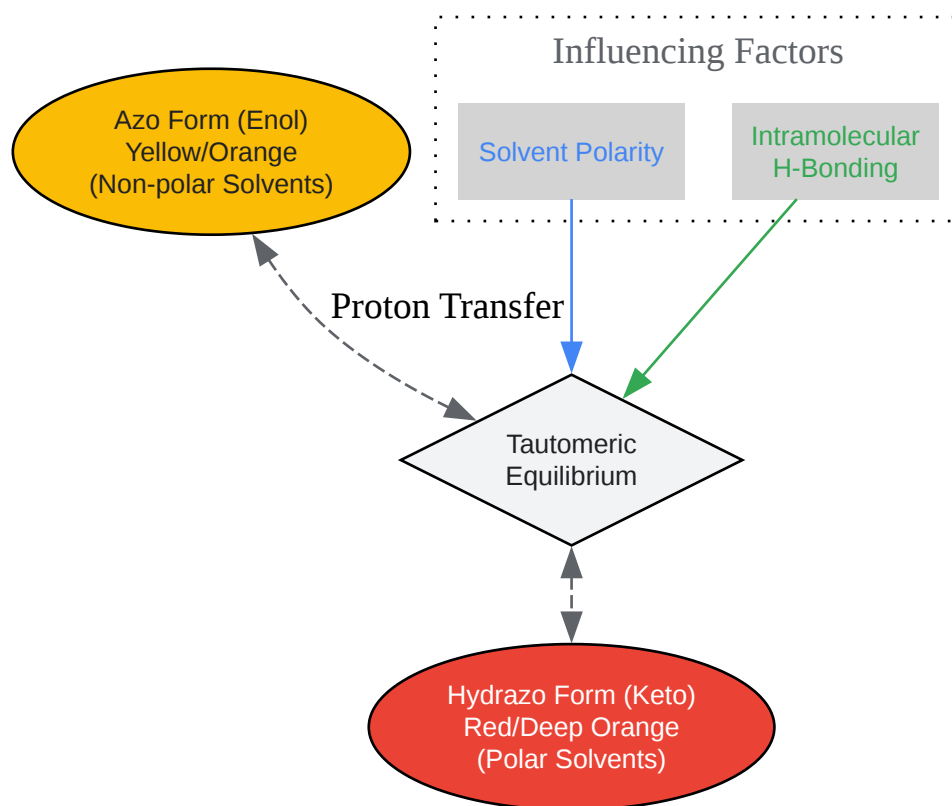 Influencing Factors
Azo Form (Enol)
Yellow/Orange
(Non-polar Solvents)
Solvent Polarity
Intramolecular
H-Bonding
Proton Transfer
Tautomeric
Equilibrium
Hydrazo Form (Keto)
Red/Deep Orange
(Polar Solvents)